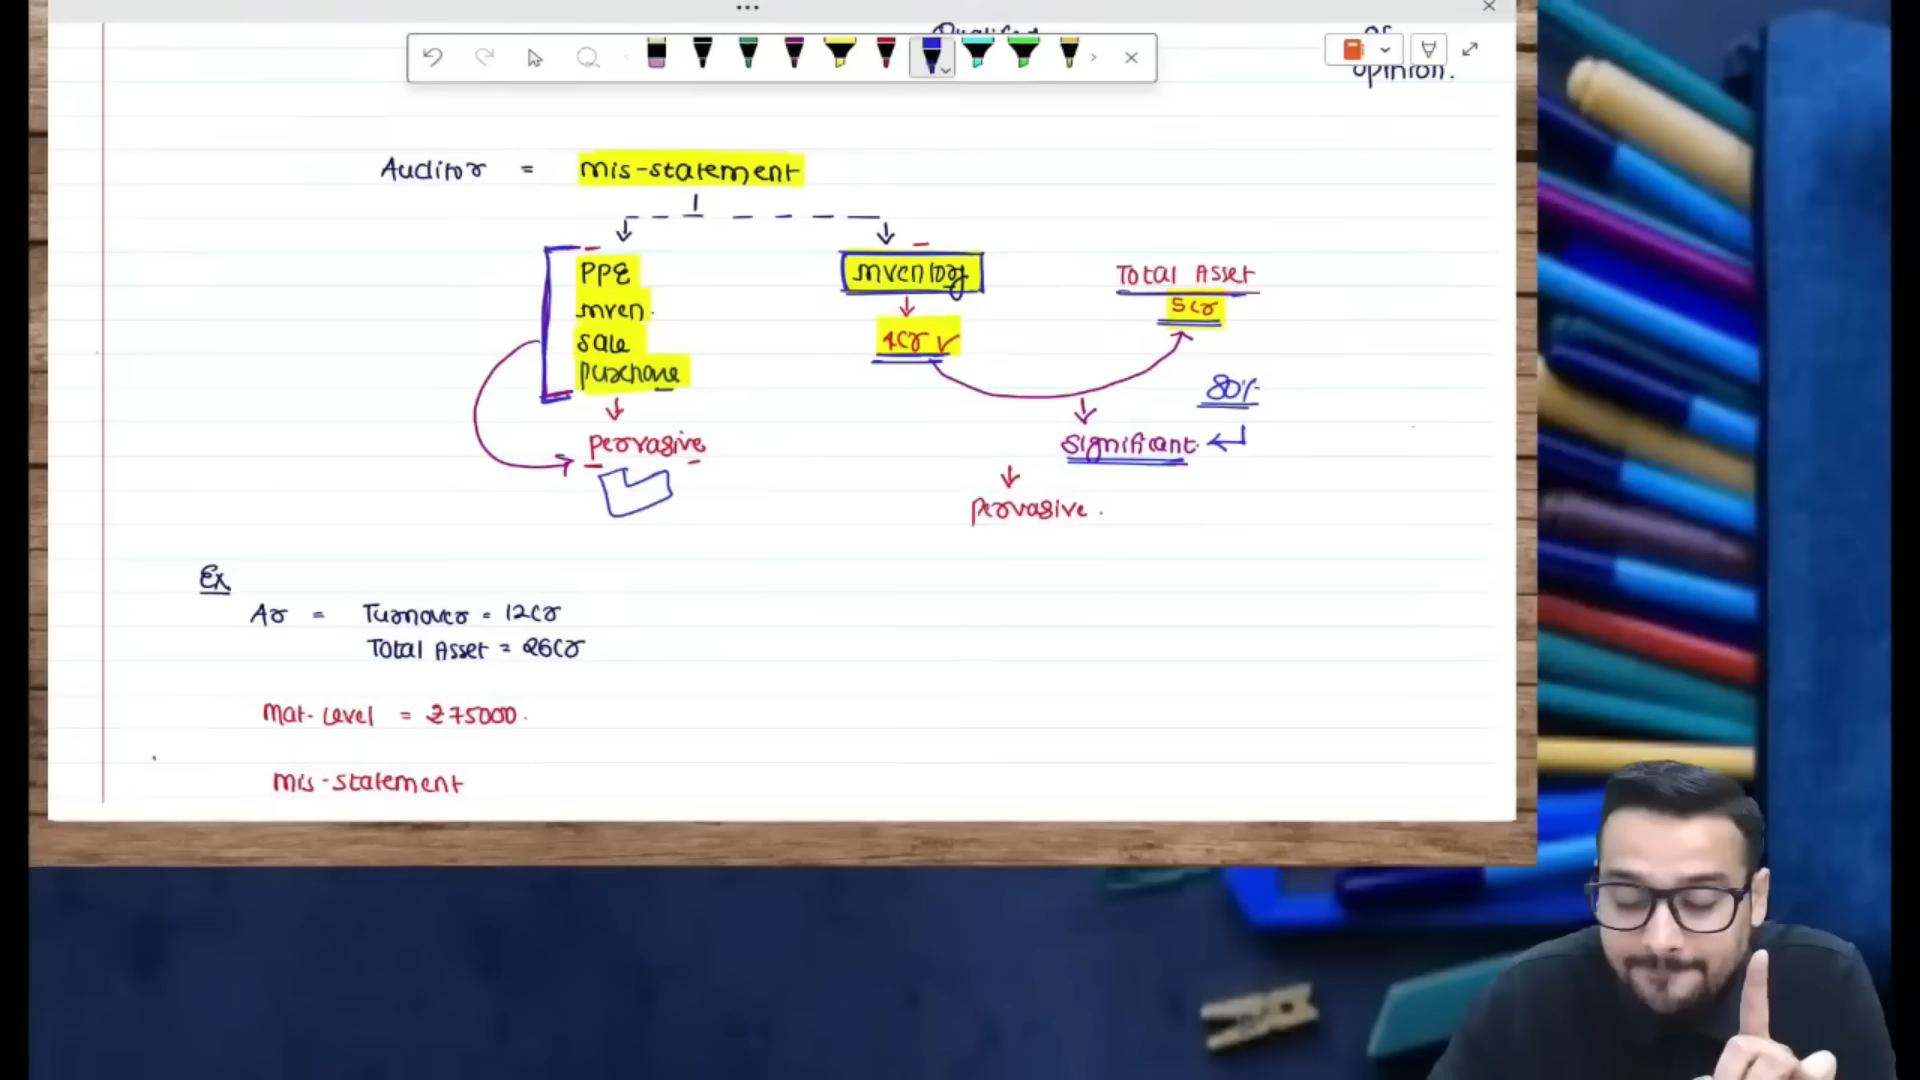 opinion.
Auditor = mis-statement
PPE
inven.
sale
purchase
pervasive
inventory
4cr ✓
Total Asset
5cr
80%
significant
pervasive.
Ex
Ar = Turnover = 12Cr
Total Asset = 26Cr
Mat-Level = ₹75000.
mis-statement